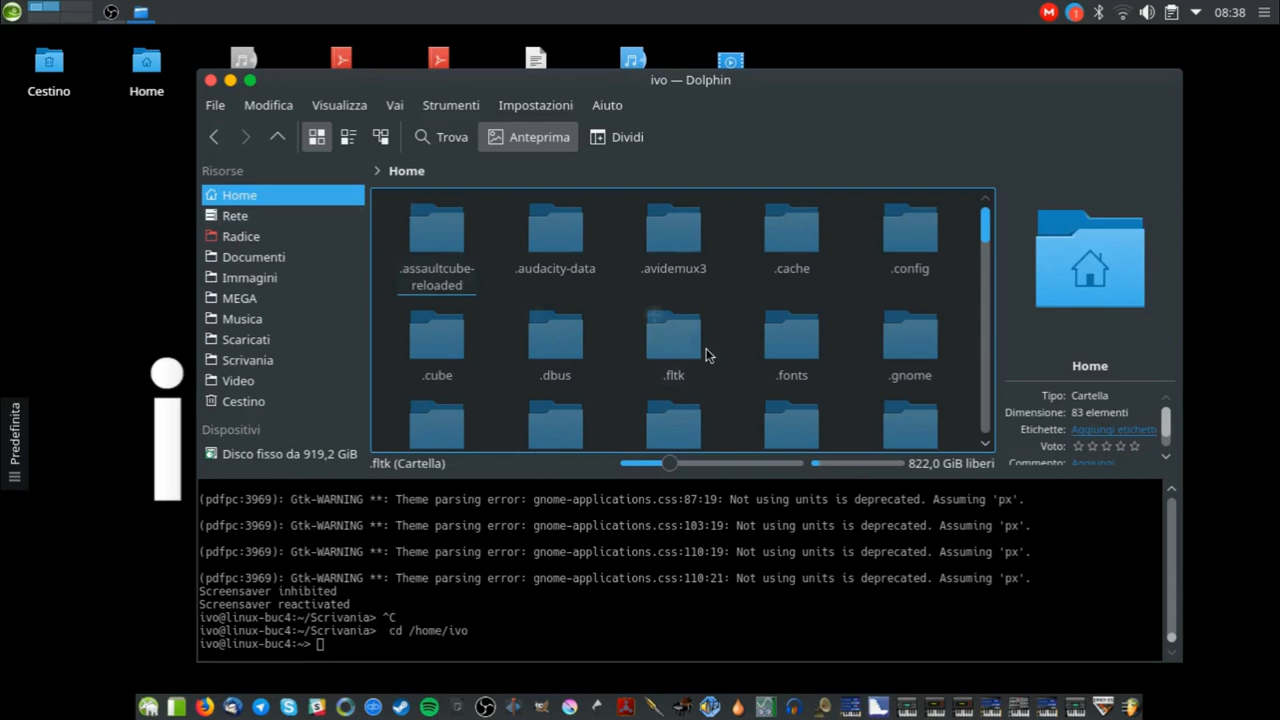 08:38
Cestino
Home
ivo — Dolphin
File Modifica Visualizza Vai Strumenti Impostazioni Aiuto
Trova Anteprima Dividi
Risorse
Home
Home
Rete
Radice
Documenti
Immagini
MEGA
Musica
Scaricati
Scrivania
Video
Cestino
Dispositivi
Disco fisso da 919,2 GiB
.assaultcube-
reloaded
.audacity-data
.avidemux3
.cache
.config
.cube
.dbus
.fltk
.fonts
.gnome
.fltk (Cartella)
822,0 GiB liberi
Home
Tipo: Cartella
Dimensione: 83 elementi
Etichette: Aggiungi etichett
Voto:
Commento: Aggiungi
Predefinita
(pdfpc:3969): Gtk-WARNING **: Theme parsing error: gnome-applications.css:87:19: Not using units is deprecated. Assuming 'px'.
(pdfpc:3969): Gtk-WARNING **: Theme parsing error: gnome-applications.css:103:19: Not using units is deprecated. Assuming 'px'.
(pdfpc:3969): Gtk-WARNING **: Theme parsing error: gnome-applications.css:110:19: Not using units is deprecated. Assuming 'px'.
(pdfpc:3969): Gtk-WARNING **: Theme parsing error: gnome-applications.css:110:21: Not using units is deprecated. Assuming 'px'.
Screensaver inhibited
Screensaver reactivated
ivo@linux-buc4:~/Scrivania> ^C
ivo@linux-buc4:~/Scrivania>  cd /home/ivo
ivo@linux-buc4:~>